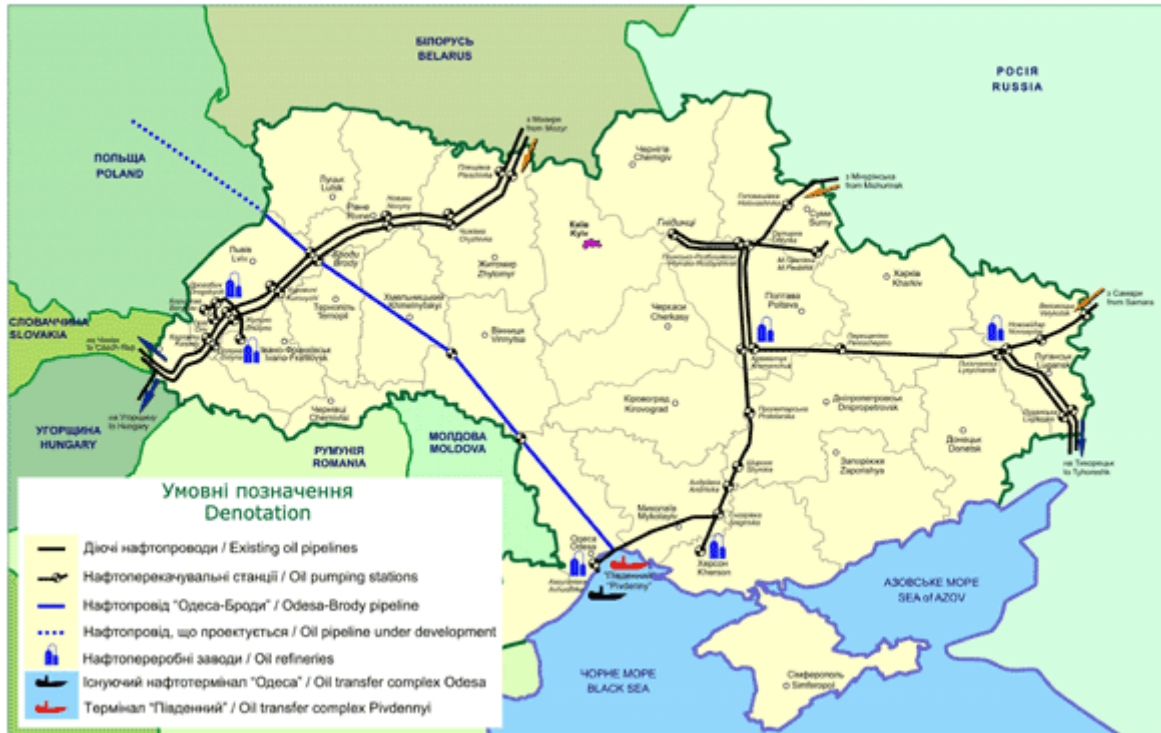 БІЛОРУСЬ
BELARUS
РОСІЯ
RUSSIA
з Мозиря
from Mozyr
ПОЛЬЩА
POLAND
Чернігів
Chernigiv
Луцьк
Lutsk
Рівне
Rivne
Суми
Sumy
Київ
Kyiv
Гнідинці
Львів
Lviv
Броди
Brody
Житомир
Zhytomyr
Харків
Kharkiv
Полтава
Poltava
з Самари
from Samara
Тернопіль
Ternopil
Хмельницький
Khmelnytskyi
Черкаси
Cherkasy
СЛОВАЧЧИНА
SLOVAKIA
Вінниця
Vinnytsia
Івано-Франківськ
Ivano-Frankivsk
Луганськ
Lugansk
Чернівці
Chernivtsi
Кіровоград
Kirovograd
Дніпропетровськ
Dnipropetrovsk
на Угорщину
to Hungary
УГОРЩИНА
HUNGARY
РУМУНІЯ
ROMANIA
МОЛДОВА
MOLDOVA
Донецьк
Donetsk
Запоріжжя
Zaporizhya
на Тихорецьк
to Tyhoretsk
Миколаїв
Mykolayiv
Одеса
Odesa
Херсон
Kherson
"Південний"
"Pivdenny"
АЗОВСЬКЕ МОРЕ
SEA of AZOV
ЧОРНЕ МОРЕ
BLACK SEA
Сімферополь
Simferopol
Умовні позначення
Denotation
Діючі нафтопроводи / Existing oil pipelines
Нафтоперекачувальні станції / Oil pumping stations
Нафтопровід "Одеса-Броди" / Odesa-Brody pipeline
Нафтопровід, що проектується / Oil pipeline under development
Нафтопереробні заводи / Oil refineries
Існуючий нафтотермінал "Одеса" / Oil transfer complex Odesa
Термінал "Південний" / Oil transfer complex Pivdennyi